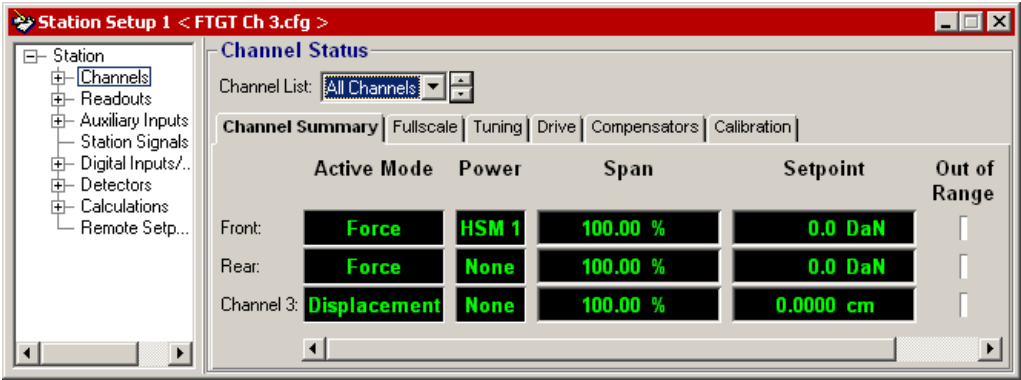 Station Setup 1 < FTGT Ch 3.cfg >
Station
Channels
Readouts
Auxiliary Inputs
Station Signals
Digital Inputs/..
Detectors
Calculations
Remote Setp...
Channel Status
Channel List: All Channels
Channel Summary Fullscale Tuning Drive Compensators Calibration
Active Mode Power Span Setpoint Out of Range
Front: Force HSM 1 100.00 % 0.0 DaN
Rear: Force None 100.00 % 0.0 DaN
Channel 3: Displacement None 100.00 % 0.0000 cm